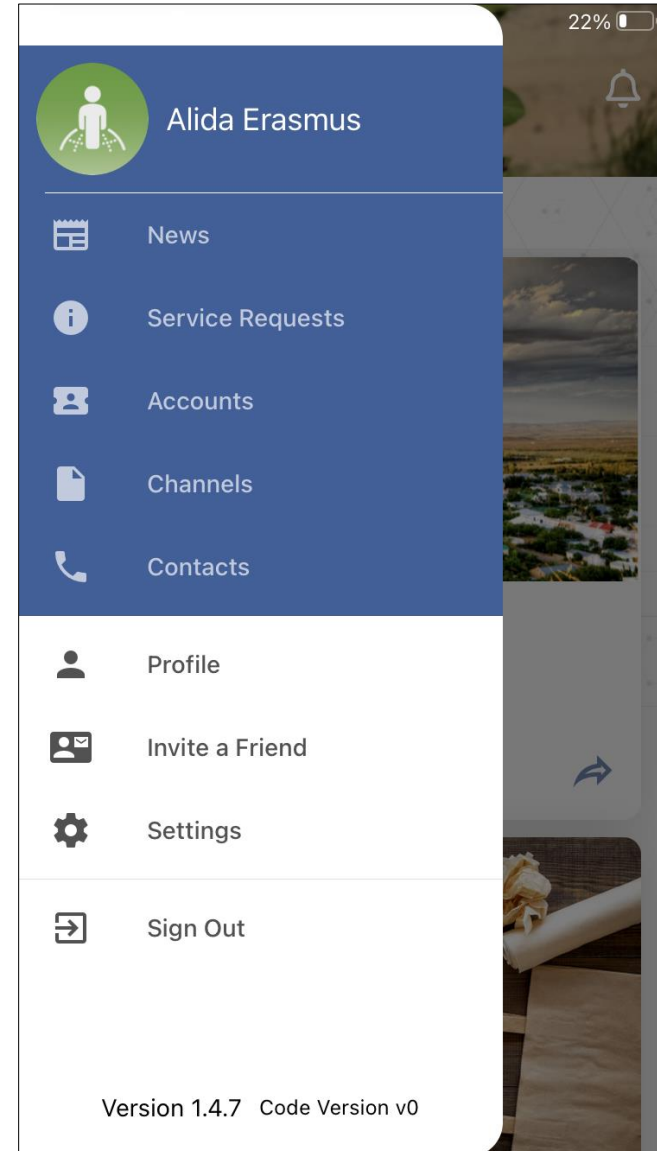 22%
Alida Erasmus
News
Service Requests
Accounts
Channels
Contacts
Profile
Invite a Friend
Settings
Sign Out
Version 1.4.7 Code Version v0